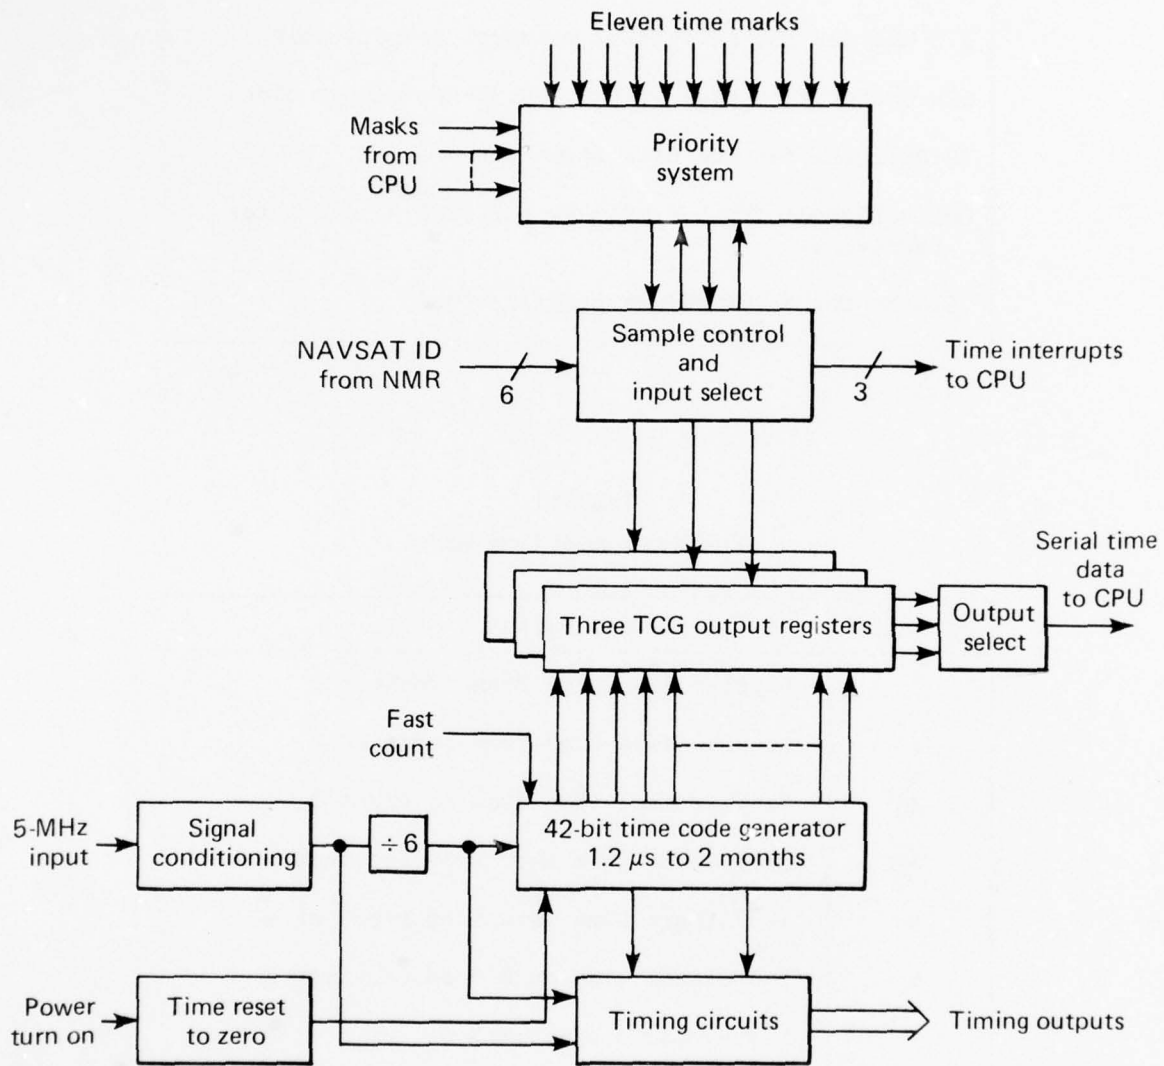 Eleven time marks
Masks
from
CPU
Priority
system
NAVSAT ID
from NMR
6
Sample control
and
input select
3
Time interrupts
to CPU
Serial time
data
to CPU
Three TCG output registers
Output
select
Fast
count
5-MHz
input
Signal
conditioning
÷ 6
42-bit time code generator
1.2 μs to 2 months
Power
turn on
Time reset
to zero
Timing circuits
Timing outputs